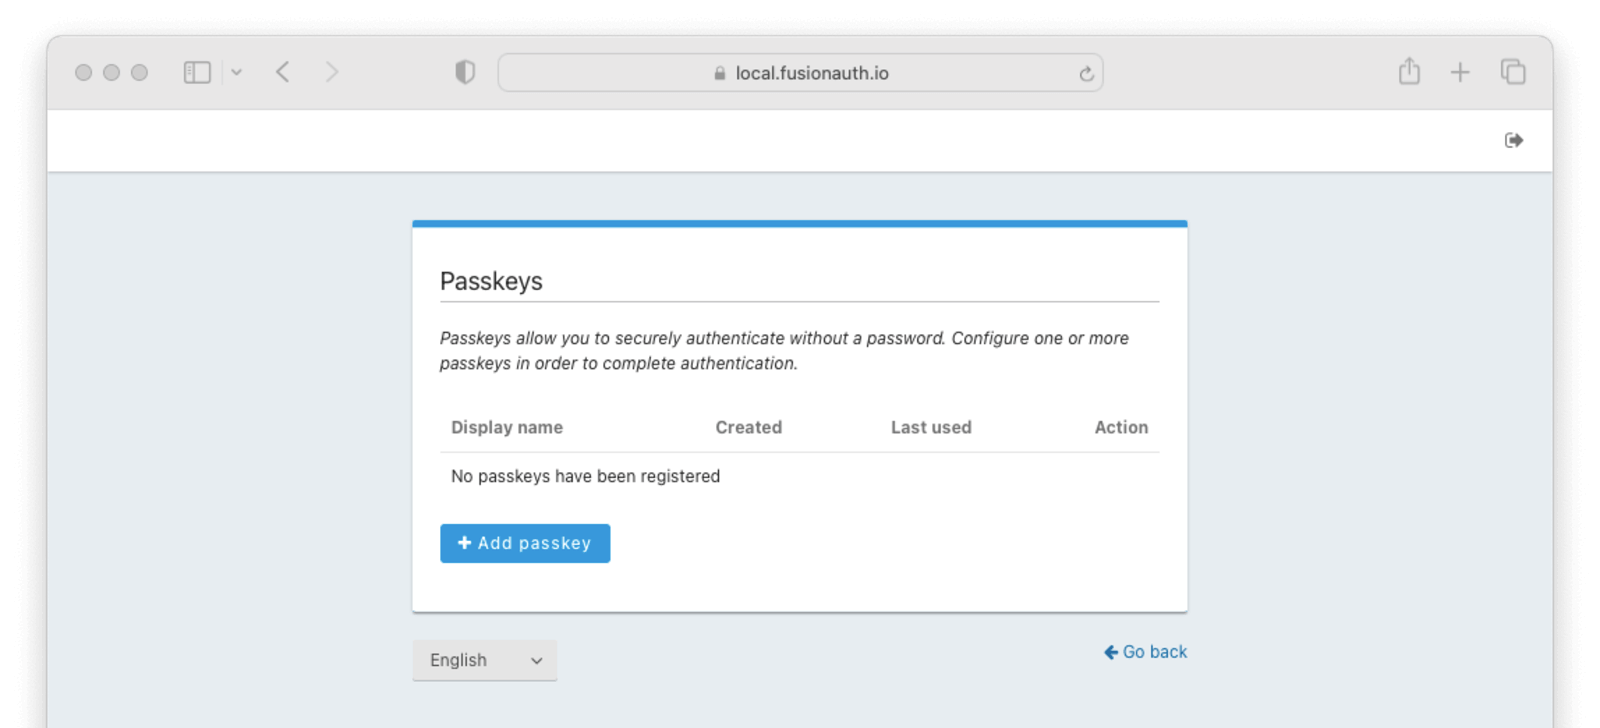 local.fusionauth.io
Passkeys
Passkeys allow you to securely authenticate without a password. Configure one or more
passkeys in order to complete authentication.
Display name Created Last used Action
No passkeys have been registered
Add passkey
English
Go back